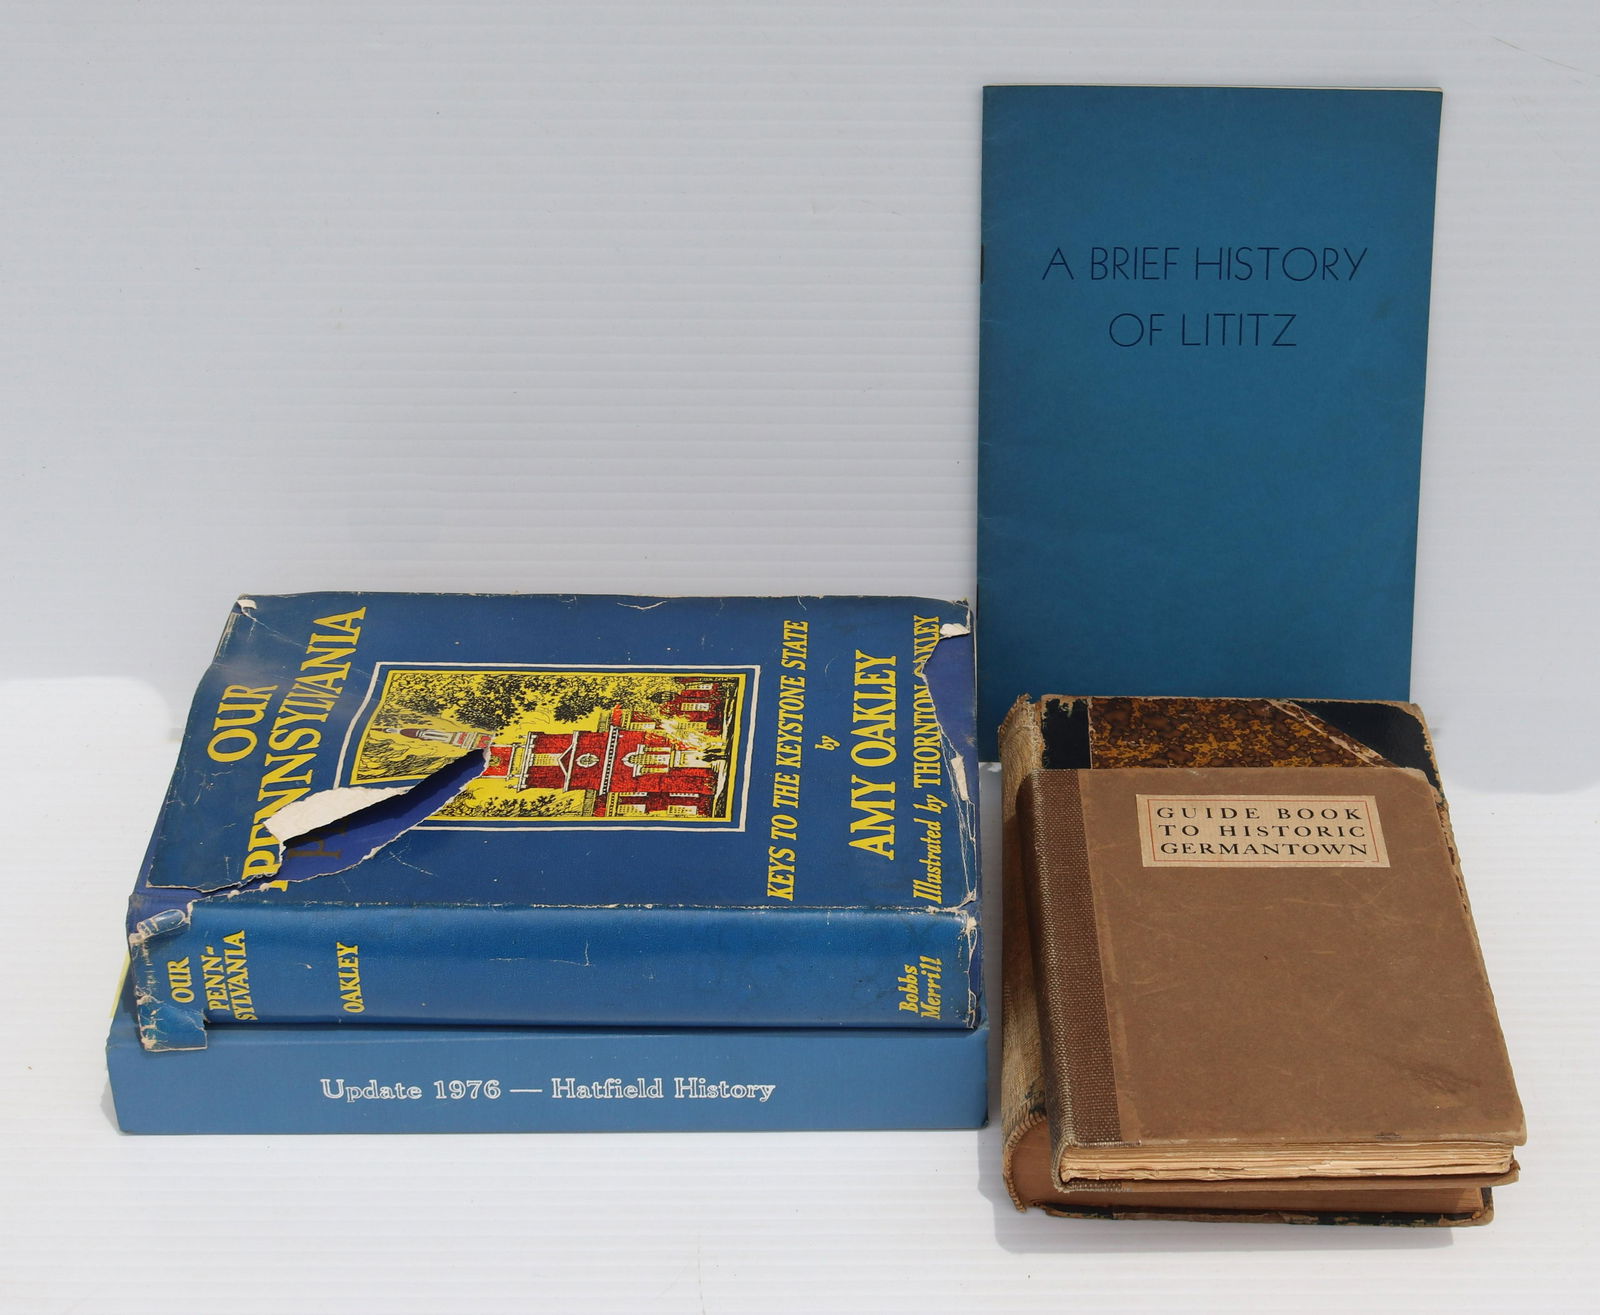 A BRIEF HISTORY
OF LITITZ
OUR
PENNSYLVANIA
KEYS TO THE KEYSTONE STATE
by
AMY OAKLEY
Illustrated by THORNTON OAKLEY
OUR
PENN-
SYLVANIA
OAKLEY
Bobbs
Merrill
Update 1976 — Hatfield History
GUIDE BOOK
TO HISTORIC
GERMANTOWN